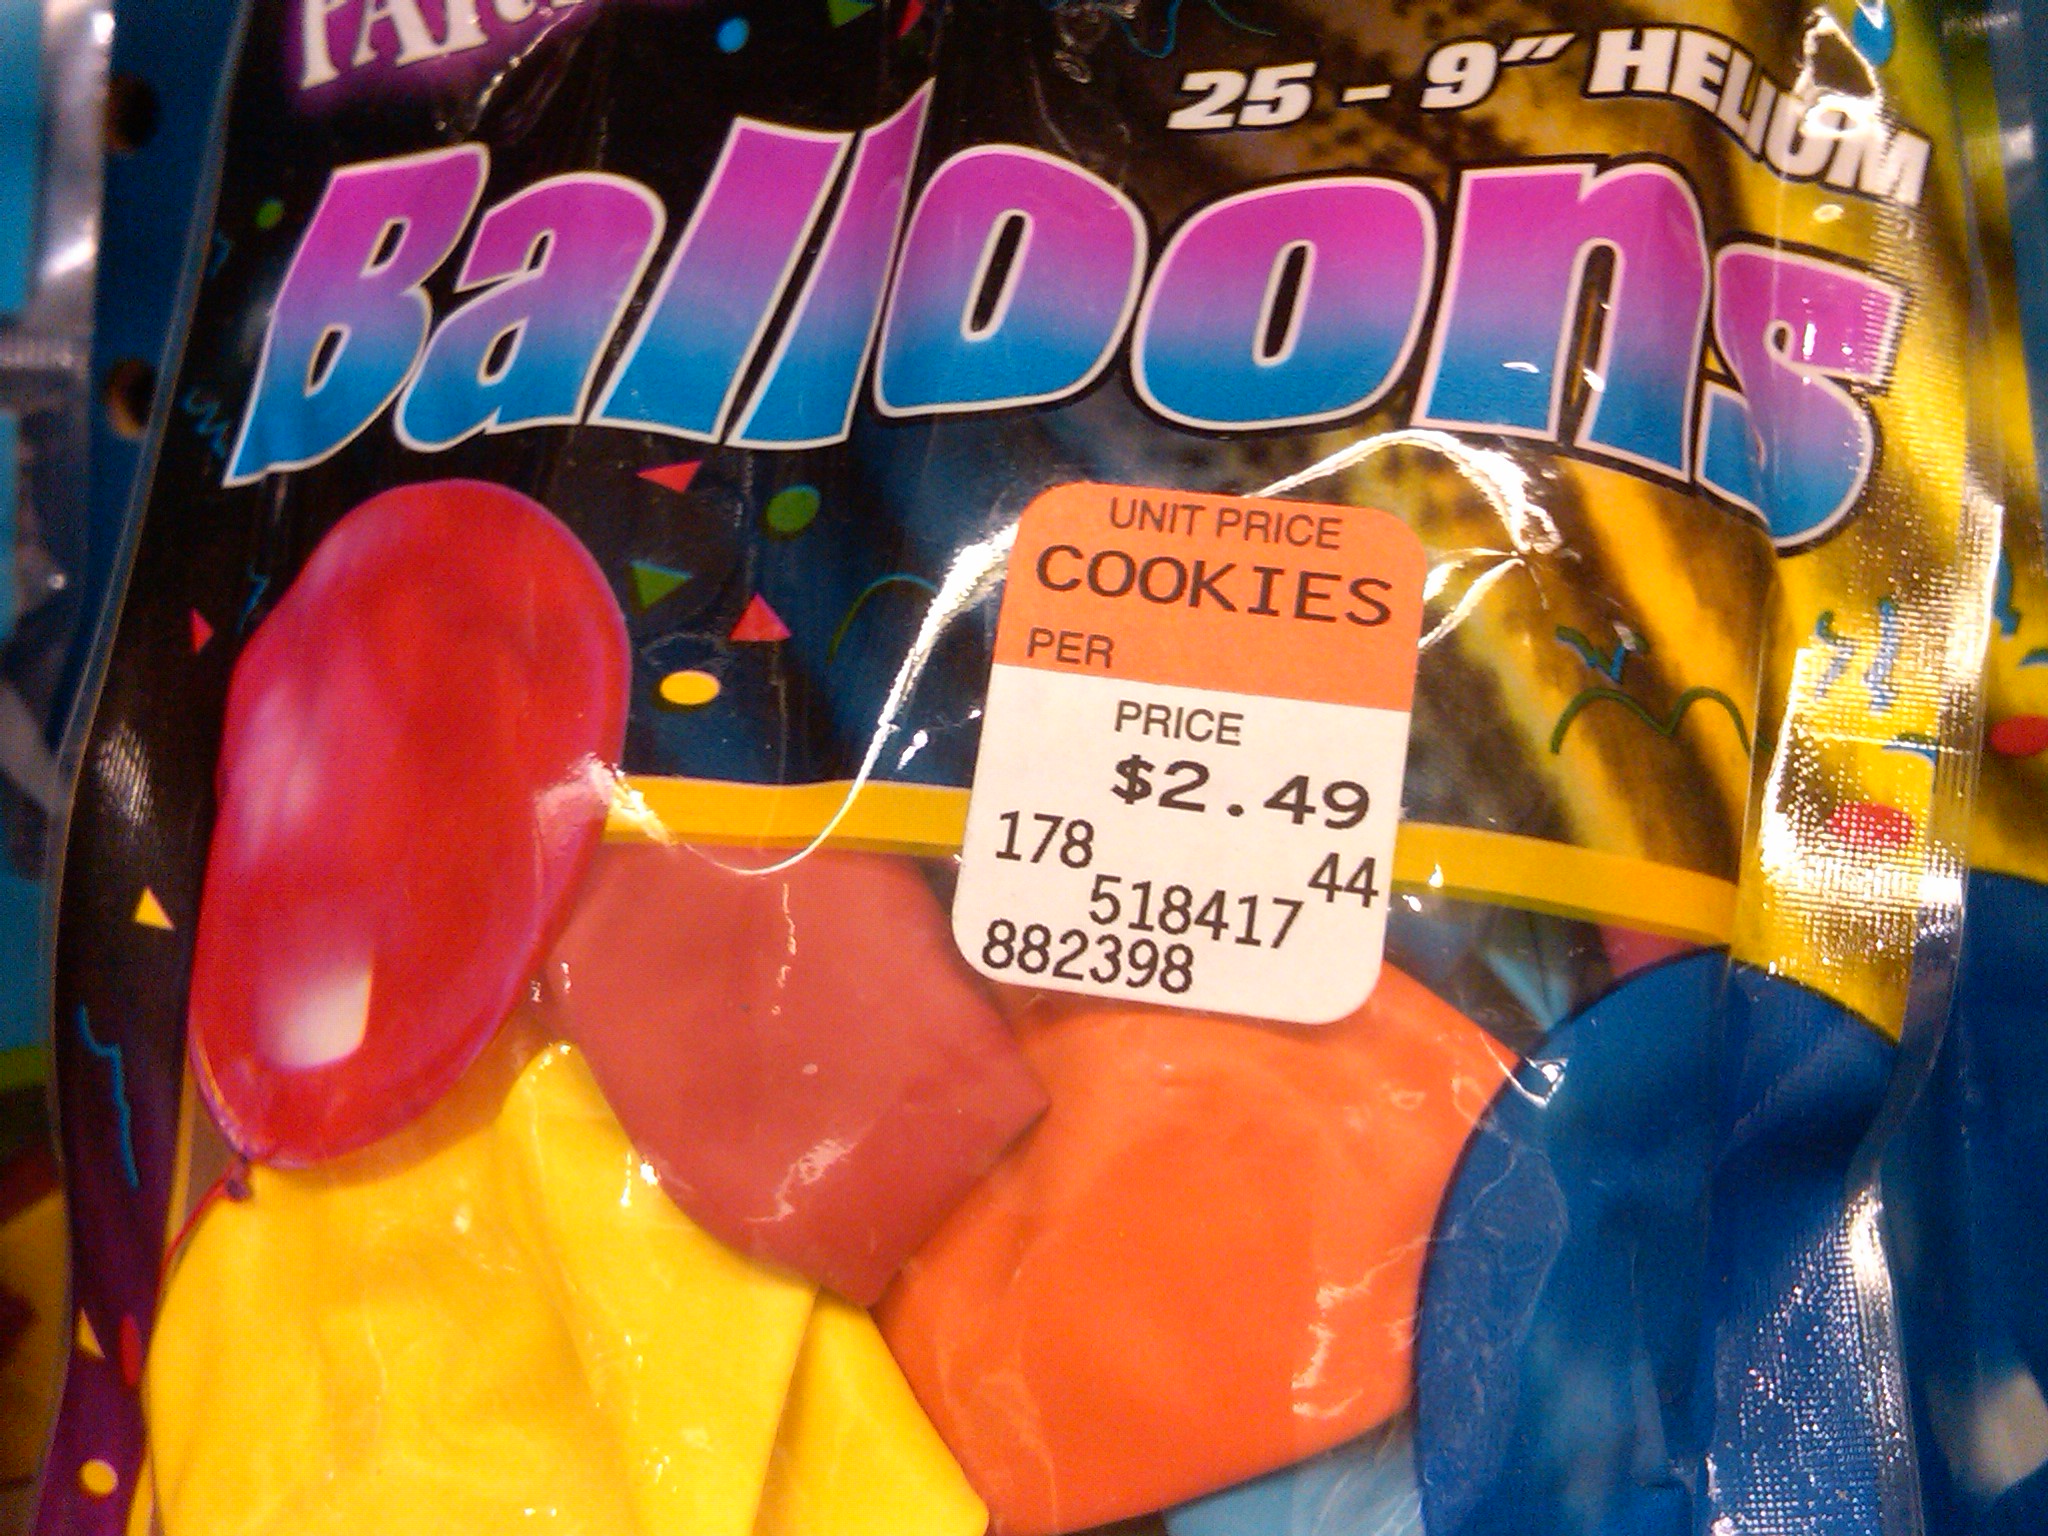 25 - 9" HELIUM
Balloons
UNIT PRICE
COOKIES
PER
PRICE
$2.49
178
44
518417
882398